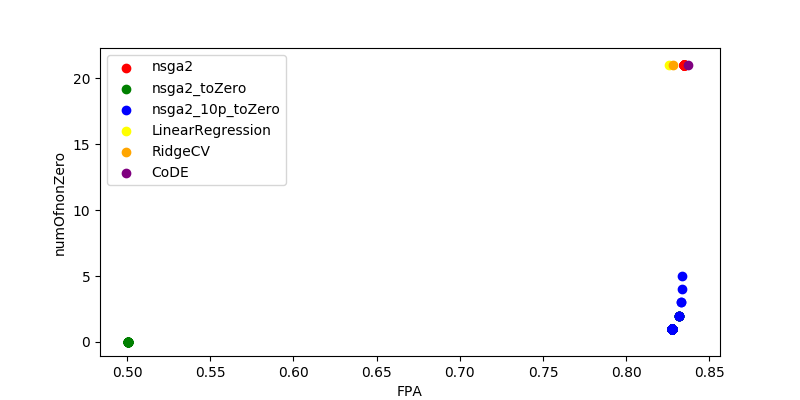 nsga2
nsga2_toZero
nsga2_10p_toZero
LinearRegression
RidgeCV
CoDE
numOfnonZero
20
15
10
5
0
0.50 0.55 0.60 0.65 0.70 0.75 0.80 0.85
FPA